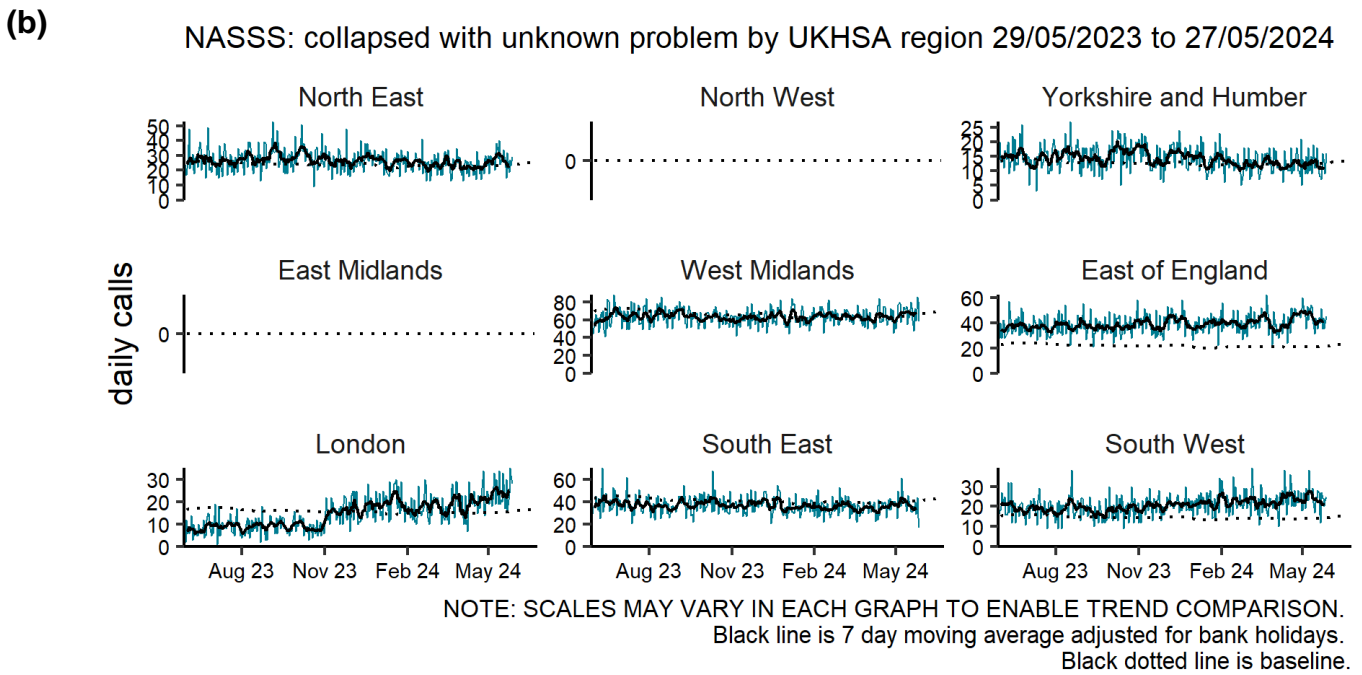 (b)
NASSS: collapsed with unknown problem by UKHSA region 29/05/2023 to 27/05/2024
North East
50
40
30
20
10
0
North West
0
Yorkshire and Humber
25
20
15
10
5
0
daily calls
East Midlands
0
West Midlands
80
60
40
20
0
East of England
60
40
20
0
London
30
20
10
0
South East
60
40
20
0
South West
30
20
10
0
Aug 23 Nov 23 Feb 24 May 24
Aug 23 Nov 23 Feb 24 May 24
Aug 23 Nov 23 Feb 24 May 24
NOTE: SCALES MAY VARY IN EACH GRAPH TO ENABLE TREND COMPARISON.
Black line is 7 day moving average adjusted for bank holidays.
Black dotted line is baseline.